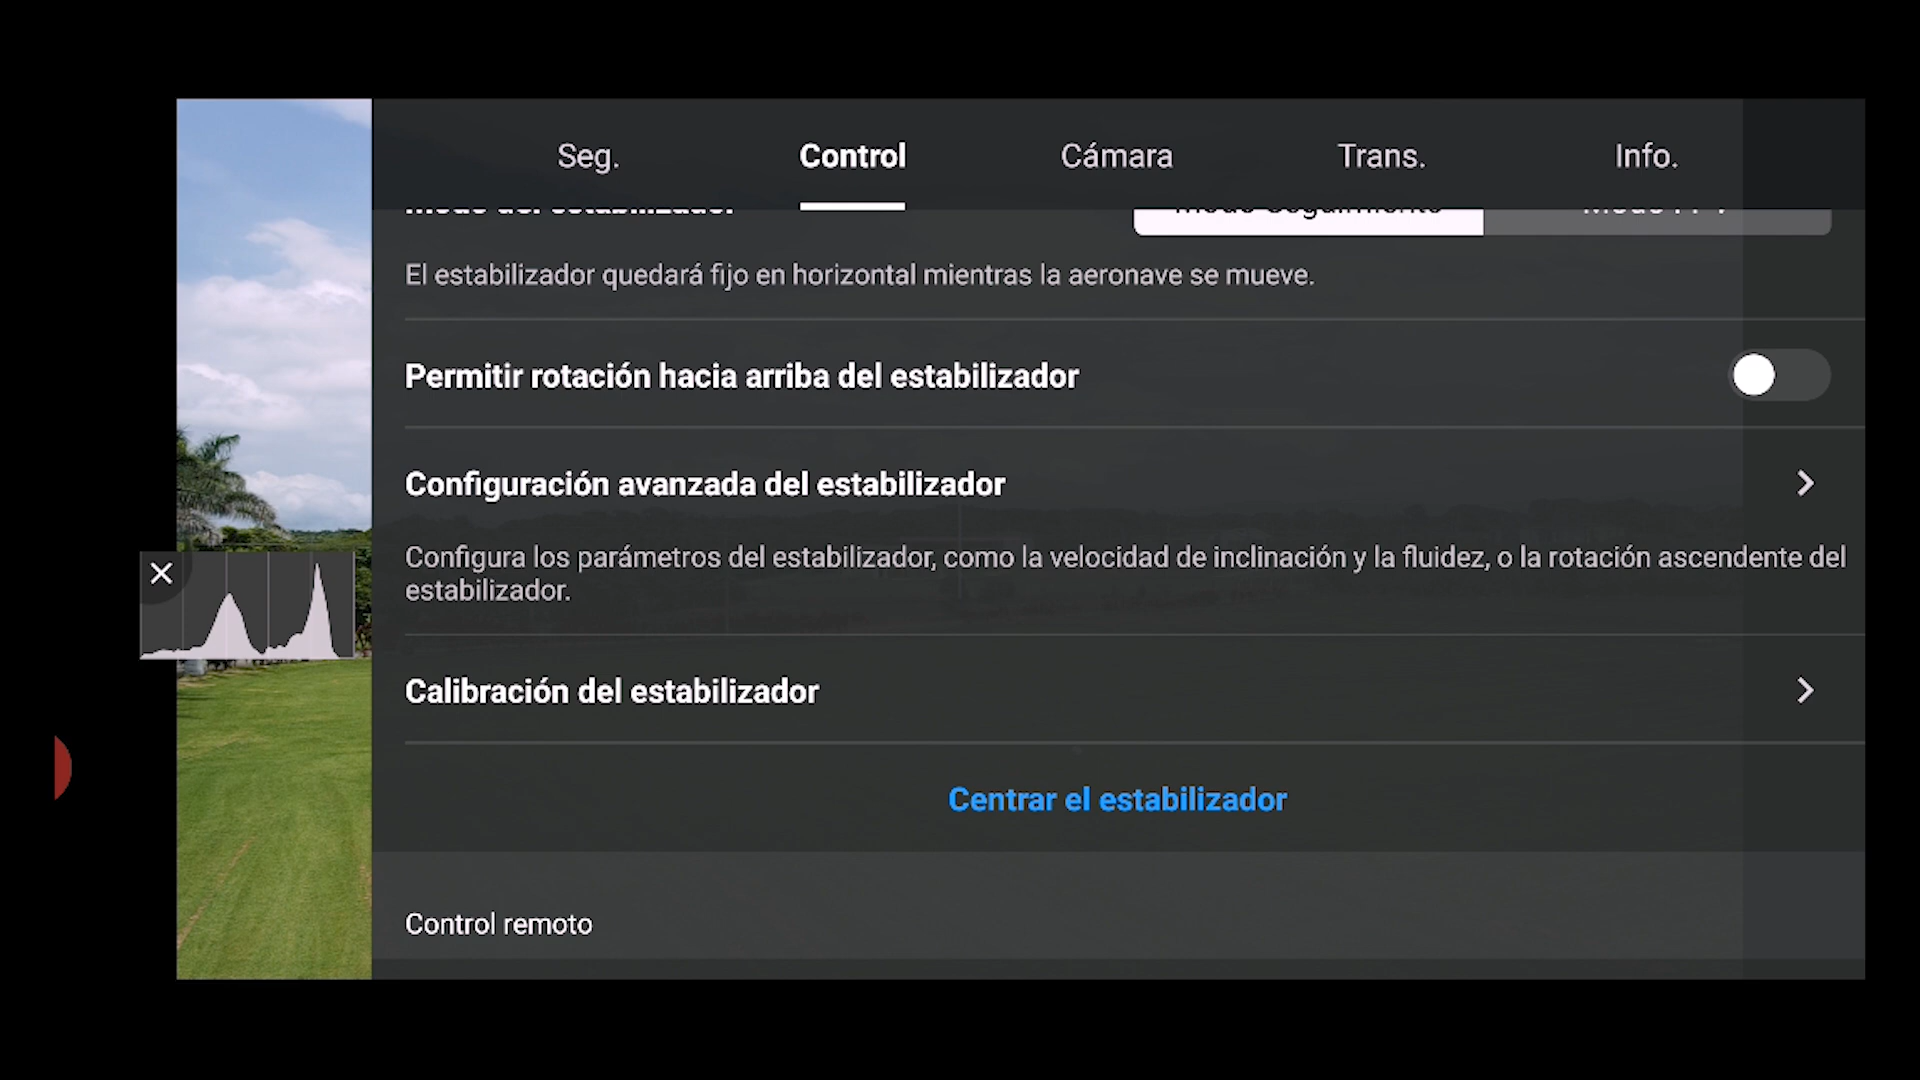 Seg. Control Cámara Trans. Info.
El estabilizador quedará fijo en horizontal mientras la aeronave se mueve.
Permitir rotación hacia arriba del estabilizador
Configuración avanzada del estabilizador
Configura los parámetros del estabilizador, como la velocidad de inclinación y la fluidez, o la rotación ascendente del
estabilizador.
Calibración del estabilizador
Centrar el estabilizador
Control remoto